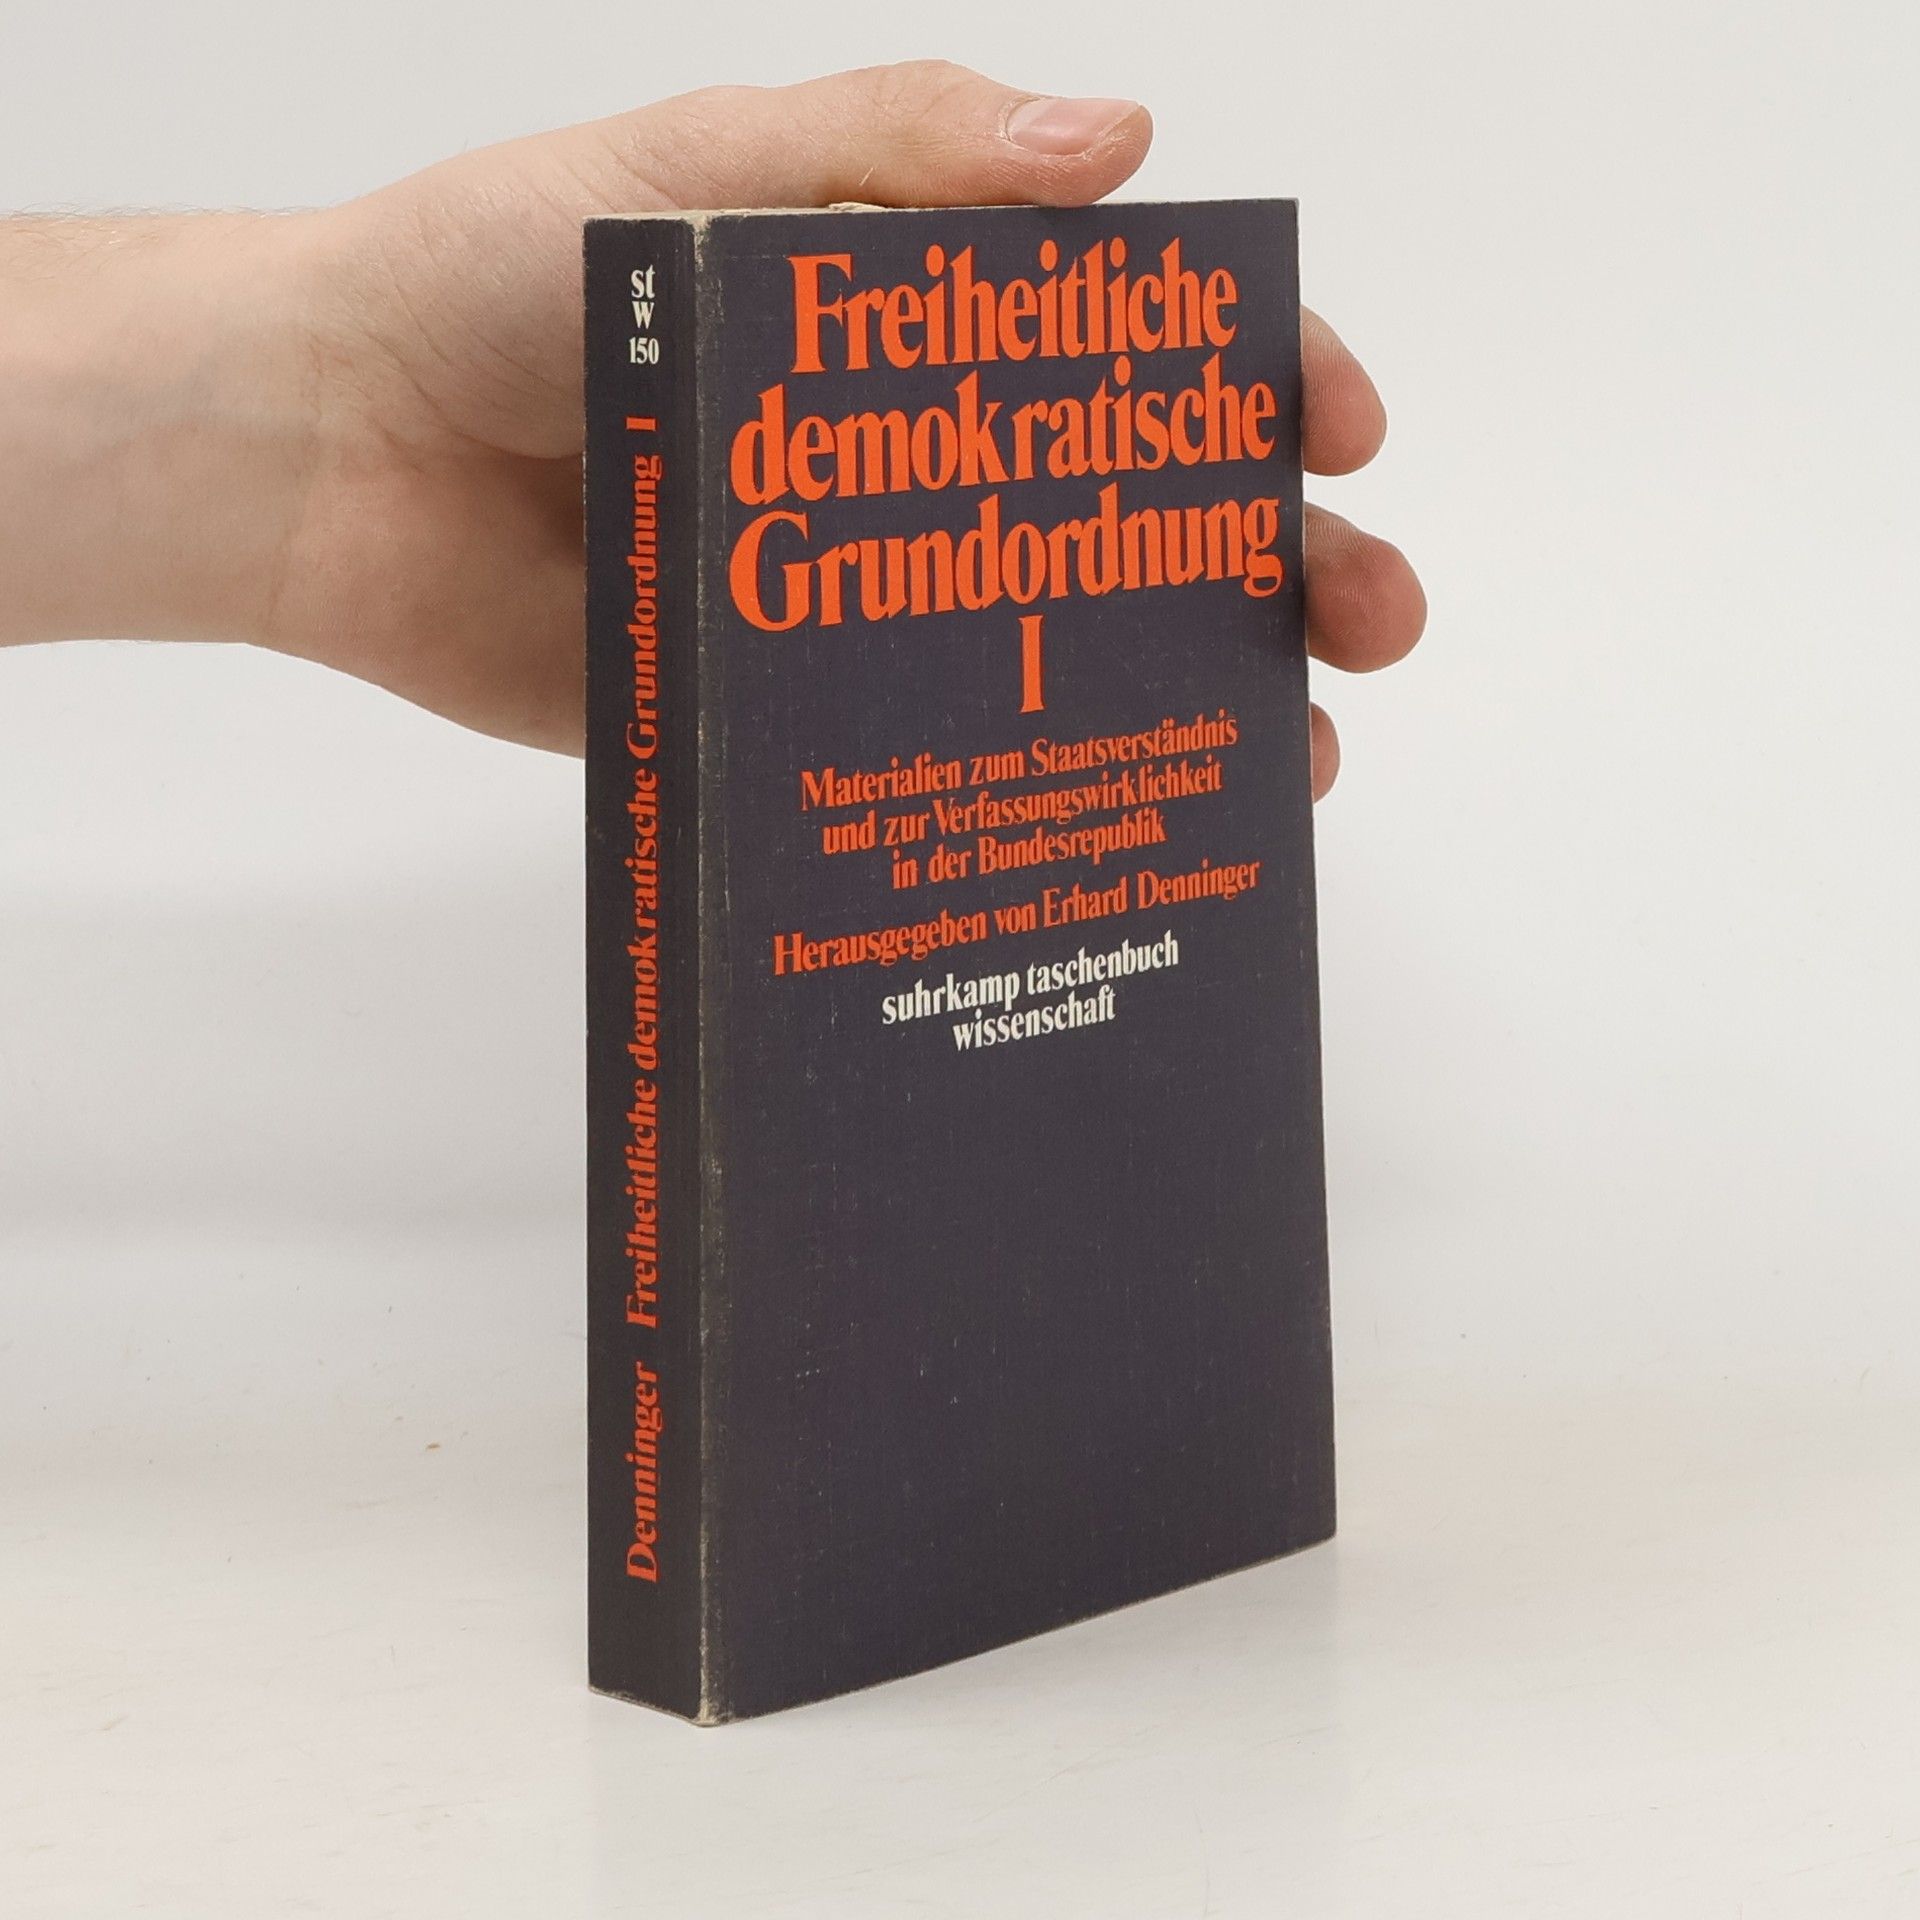 st
w
150
Denninger Freiheitliche demokratische Grundordnung I
Freiheitliche
demokratische
Grundordnung
I
Materialien zum Staatsverständnis
und zur Verfassungswirklichkeit
in der Bundesrepublik
Herausgegeben von Erhard Denninger
suhrkamp taschenbuch
wissenschaft